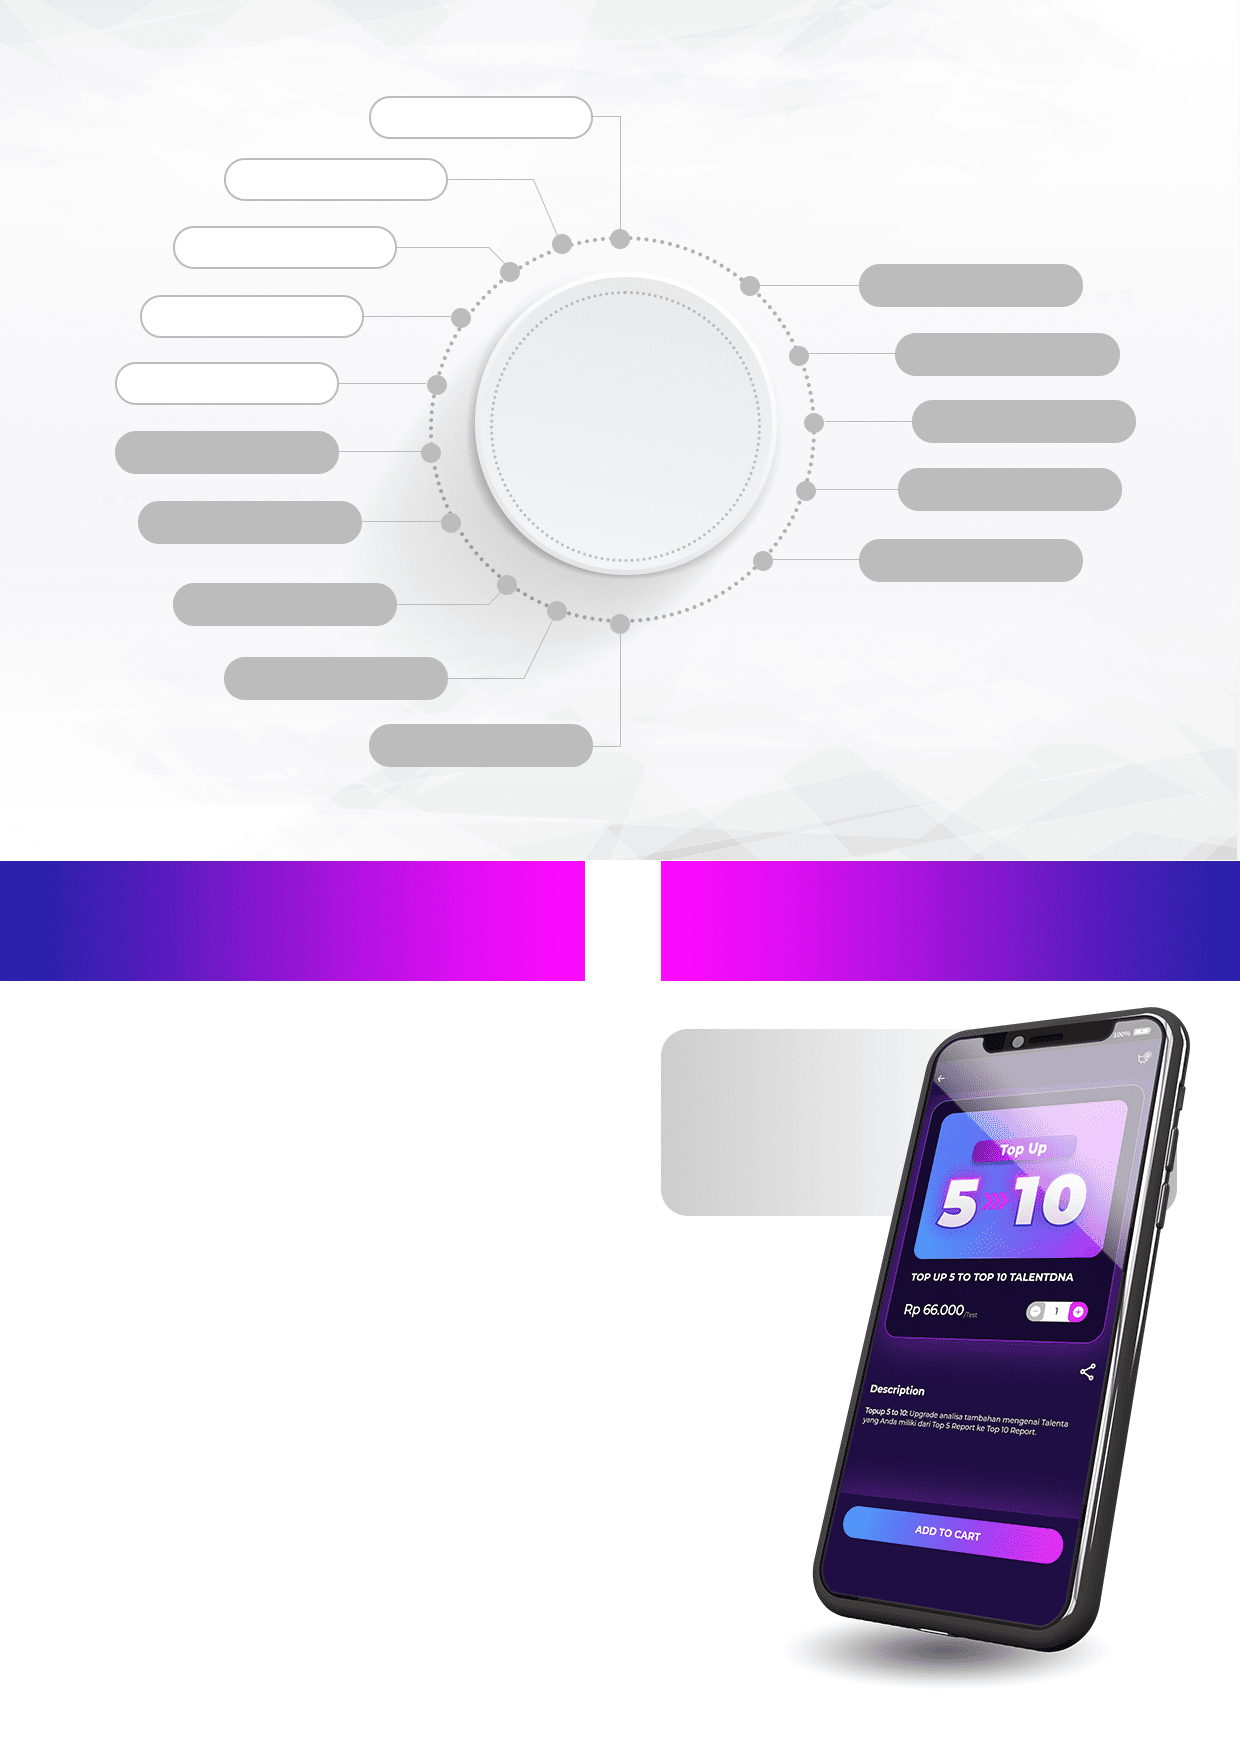 BACKGROUND
100%
Top Up
5 »» 10
TOP UP 5 TO TOP 10 TALENTDNA
Rp 66.000/Test
1
Description
Topup 5 to 10: Upgrade analisa tambahan mengenai Talenta
yang Anda miliki dari Top 5 Report ke Top 10 Report.
ADD TO CART